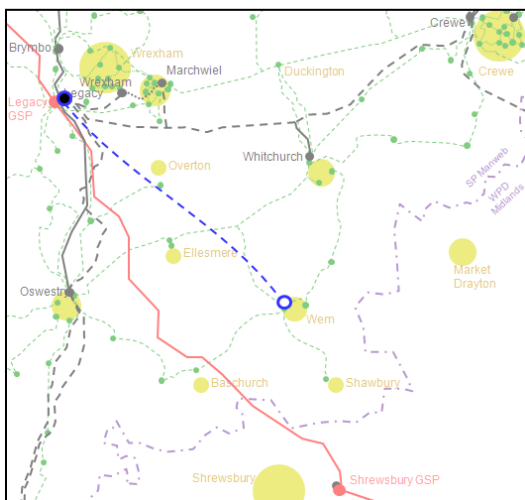 Crewe
Brymbo
Wrexham
Marchwiel
Duckington
Crewe
Wrexham
Legacy
Legacy
GSP
Whitchurch
SP Manweb
WPD
Midlands
Overton
Ellesmere
Market
Drayton
Oswestry
Wem
Baschurch
Shawbury
Shrewsbury
Shrewsbury GSP